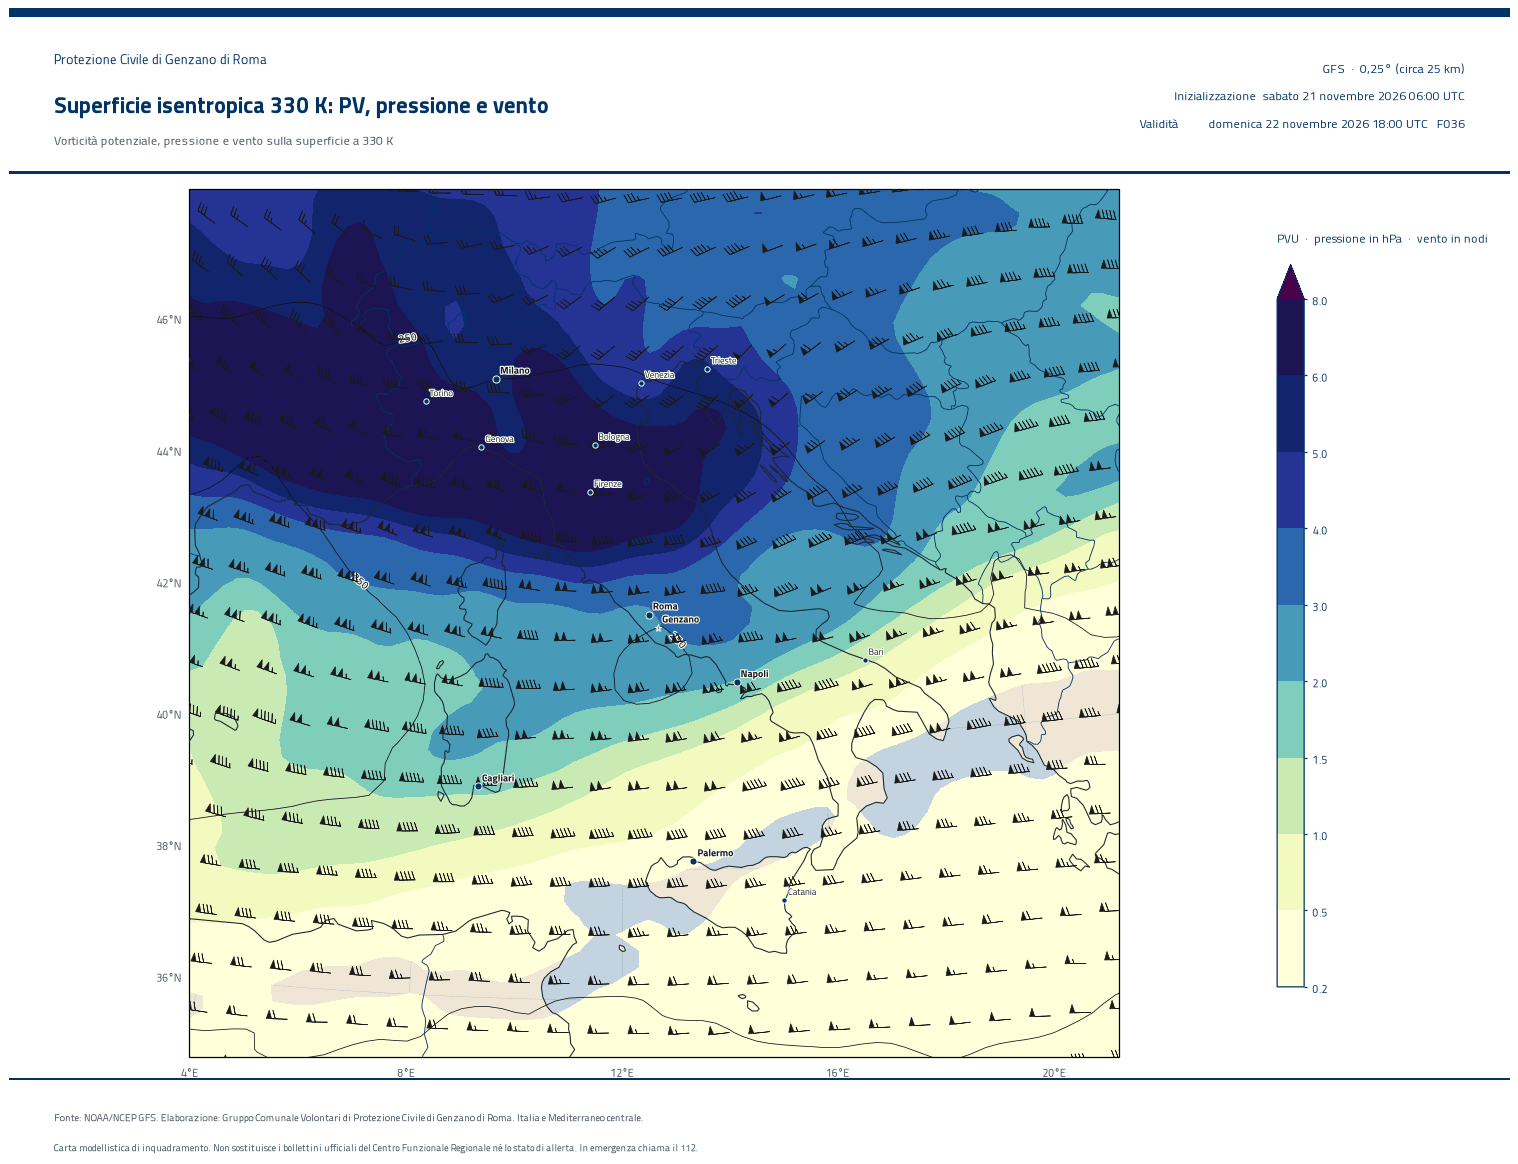 Protezione Civile di Genzano di Roma
Superficie isentropica 330 K: PV, pressione e vento
Vorticità potenziale, pressione e vento sulla superficie a 330 K
GFS · 0,25° (circa 25 km)
Inizializzazione sabato 21 novembre 2026 06:00 UTC
Validità domenica 22 novembre 2026 18:00 UTC F036
PVU · pressione in hPa · vento in nodi
8.0
6.0
5.0
4.0
3.0
2.0
1.5
1.0
0.5
0.2
46°N
44°N
42°N
40°N
38°N
36°N
4°E
8°E
12°E
16°E
20°E
250
Milano
Torino
Venezia
Trieste
Genova
Bologna
Firenze
Roma
Genzano
Bari
Napoli
Cagliari
Palermo
Catania
Fonte: NOAA/NCEP GFS. Elaborazione: Gruppo Comunale Volontari di Protezione Civile di Genzano di Roma. Italia e Mediterraneo centrale.
Carta modellistica di inquadramento. Non sostituisce i bollettini ufficiali del Centro Funzionale Regionale né lo stato di allerta. In emergenza chiama il 112.